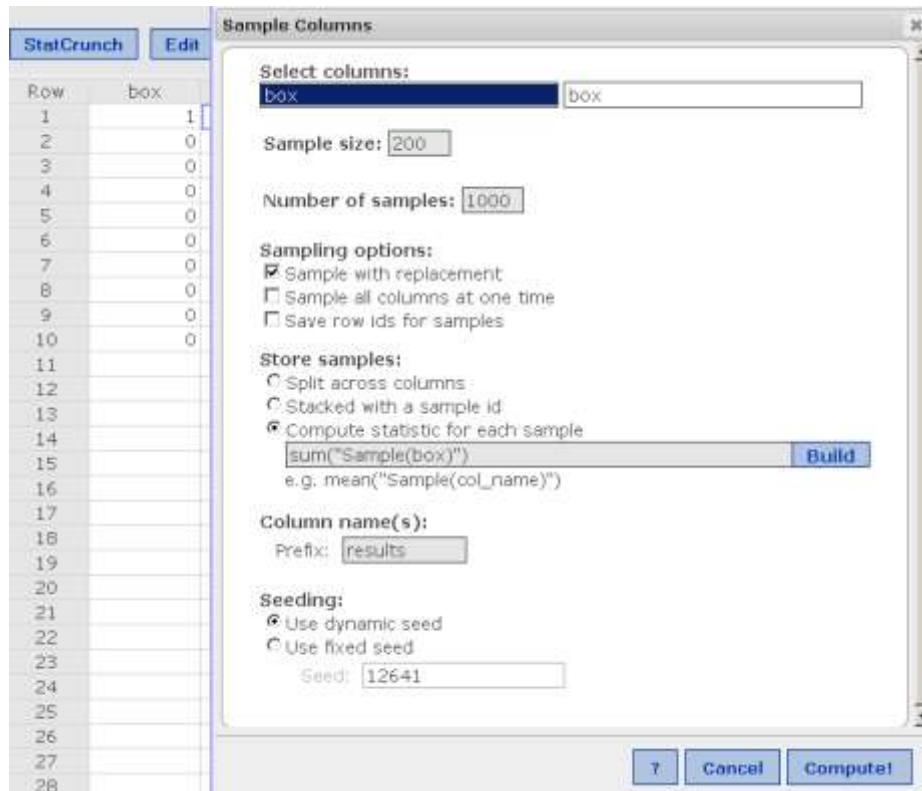 StatCrunch Edit
Row box
1 1
2 0
3 0
4 0
5 0
6 0
7 0
8 0
9 0
10 0
11
12
13
14
15
16
17
18
19
20
21
22
23
24
25
26
27
28
Sample Columns
Select columns:
box box
Sample size: 200
Number of samples: 1000
Sampling options:
Sample with replacement
Sample all columns at one time
Save row ids for samples
Store samples:
Split across columns
Stacked with a sample id
Compute statistic for each sample
sum("Sample(box)") Build
e.g. mean("Sample(col_name)")
Column name(s):
Prefix: results
Seeding:
Use dynamic seed
Use fixed seed
Seed: 12641
? Cancel Compute!